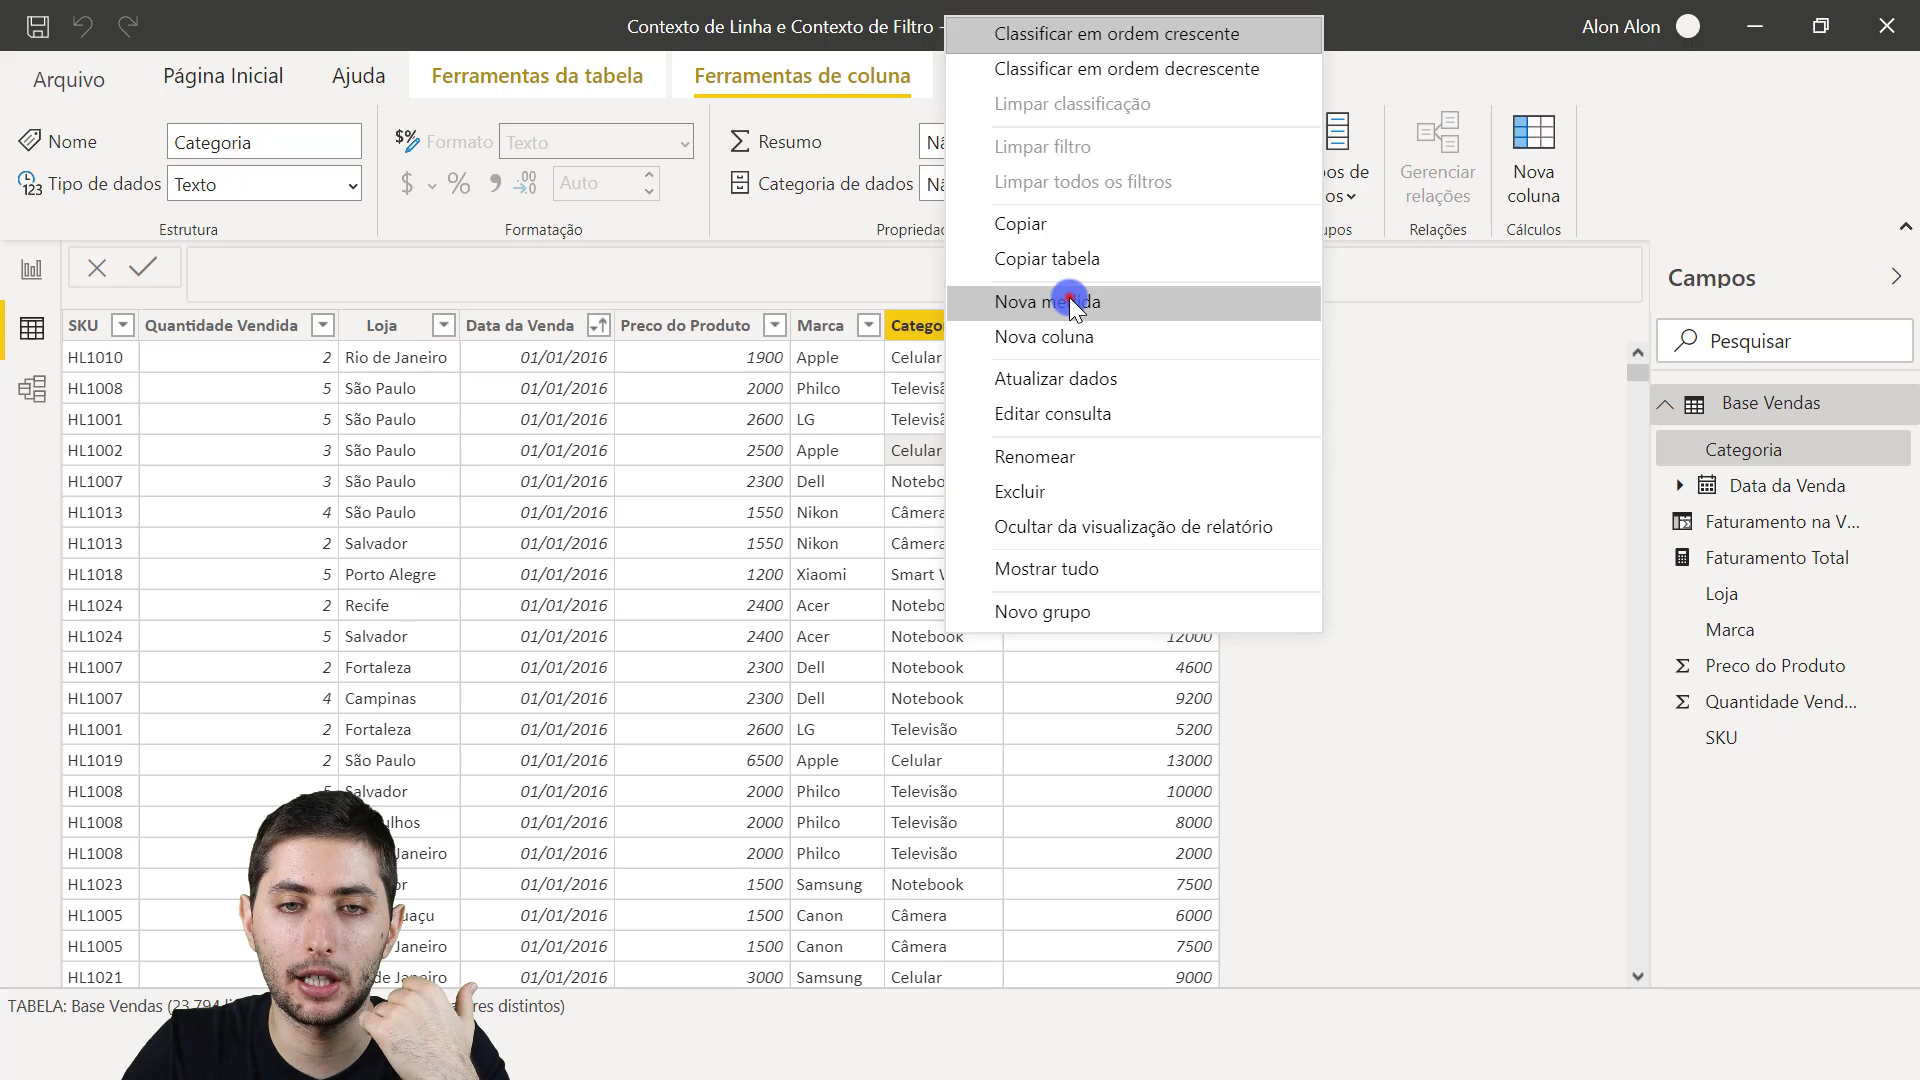 Contexto de Linha e Contexto de Filtro -
Alon Alon
Arquivo
Página Inicial
Ajuda
Ferramentas da tabela
Ferramentas de coluna
Nome
Categoria
Tipo de dados
Texto
Estrutura
Formato
Texto
Auto
Formatação
Resumo
Categoria de dados
Gerenciar
relações
Relações
Nova
coluna
Cálculos
Classificar em ordem crescente
Classificar em ordem decrescente
Limpar classificação
Limpar filtro
Limpar todos os filtros
Copiar
Copiar tabela
Nova medida
Nova coluna
Atualizar dados
Editar consulta
Renomear
Excluir
Ocultar da visualização de relatório
Mostrar tudo
Novo grupo
SKU Quantidade Vendida Loja Data da Venda Preco do Produto Marca
HL1010 2 Rio de Janeiro 01/01/2016 1900 Apple Celular
HL1008 5 São Paulo 01/01/2016 2000 Philco
HL1001 5 São Paulo 01/01/2016 2600 LG
HL1002 3 São Paulo 01/01/2016 2500 Apple Celular
HL1007 3 São Paulo 01/01/2016 2300 Dell
HL1013 4 São Paulo 01/01/2016 1550 Nikon
HL1013 2 Salvador 01/01/2016 1550 Nikon
HL1018 5 Porto Alegre 01/01/2016 1200 Xiaomi Smart
HL1024 2 Recife 01/01/2016 2400 Acer
HL1024 5 Salvador 01/01/2016 2400 Acer Notebook 12000
HL1007 2 Fortaleza 01/01/2016 2300 Dell Notebook 4600
HL1007 4 Campinas 01/01/2016 2300 Dell Notebook 9200
HL1001 2 Fortaleza 01/01/2016 2600 LG Televisão 5200
HL1019 2 São Paulo 01/01/2016 6500 Apple Celular 13000
HL1008 5 Salvador 01/01/2016 2000 Philco Televisão 10000
HL1008 01/01/2016 2000 Philco Televisão 8000
HL1008 Janeiro 01/01/2016 2000 Philco Televisão 2000
HL1023 01/01/2016 1500 Samsung Notebook 7500
HL1005 01/01/2016 1500 Canon Câmera 6000
HL1005 Janeiro 01/01/2016 1500 Canon Câmera 7500
HL1021 de Janeiro 01/01/2016 3000 Samsung Celular 9000
TABELA: Base Vendas (23.794 distintos)
Campos
Pesquisar
Base Vendas
Categoria
Data da Venda
Faturamento na V...
Faturamento Total
Loja
Marca
Preco do Produto
Quantidade Vend...
SKU